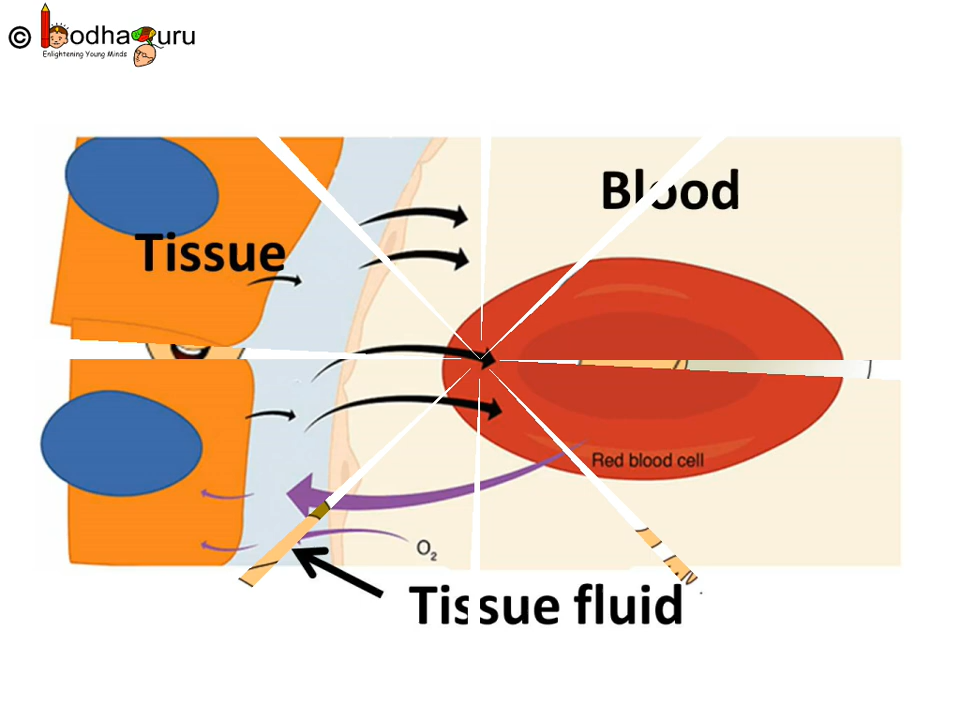 © bodhaguru
Enlightening Young Minds
Blood
Tissue
Red blood cell
O₂
Tissue fluid